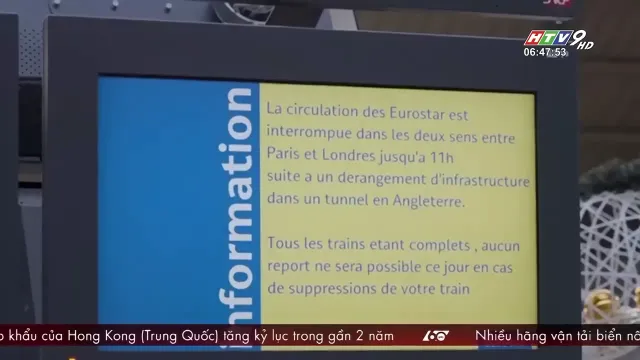 HTV9 HD
06:47:53
information
La circulation des Eurostar est
interrompue dans les deux sens entre
Paris et Londres jusqu'a 11h
suite a un derangement d'infrastructure
dans un tunnel en Angleterre.
Tous les trains etant complets , aucun
report ne sera possible ce jour en cas
de suppressions de votre train
khẩu của Hong Kong (Trung Quốc) tăng kỷ lục trong gần 2 năm
60
Nhiều hãng vận tải biển